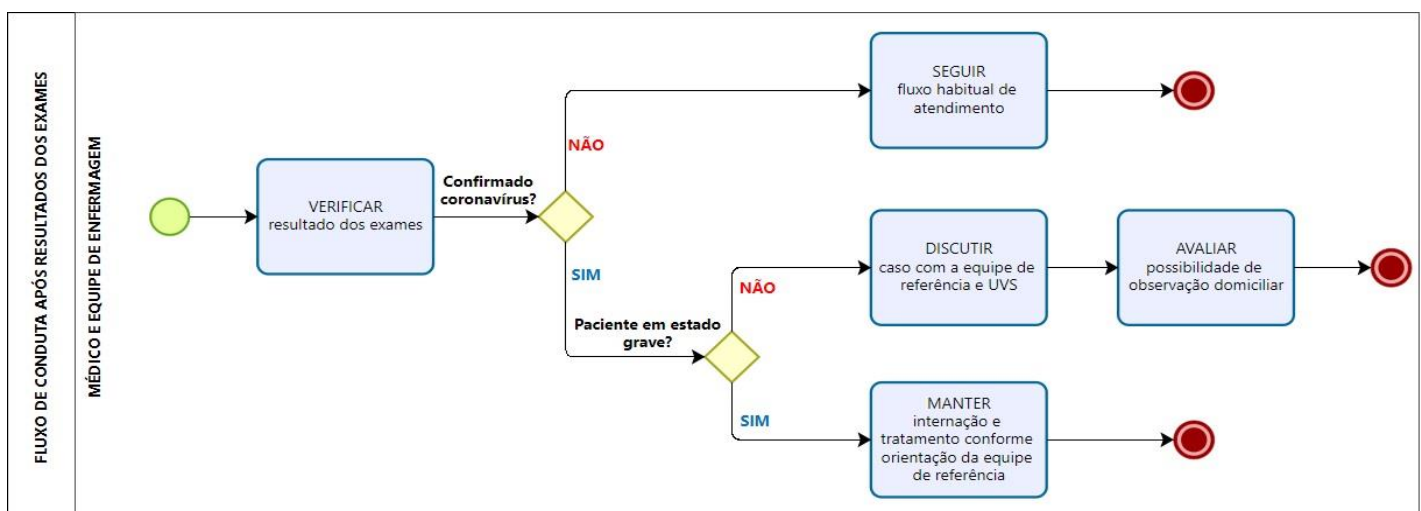 FLUXO DE CONDUTA APÓS RESULTADOS DOS EXAMES
MÉDICO E EQUIPE DE ENFERMAGEM
VERIFICAR
resultado dos exames
Confirmado
coronavírus?
NÃO
SEGUIR
fluxo habitual de
atendimento
SIM
Paciente em estado
grave?
NÃO
DISCUTIR
caso com a equipe de
referência e UVS
AVALIAR
possibilidade de
observação domiciliar
SIM
MANTER
internação e
tratamento conforme
orientação da equipe
de referência